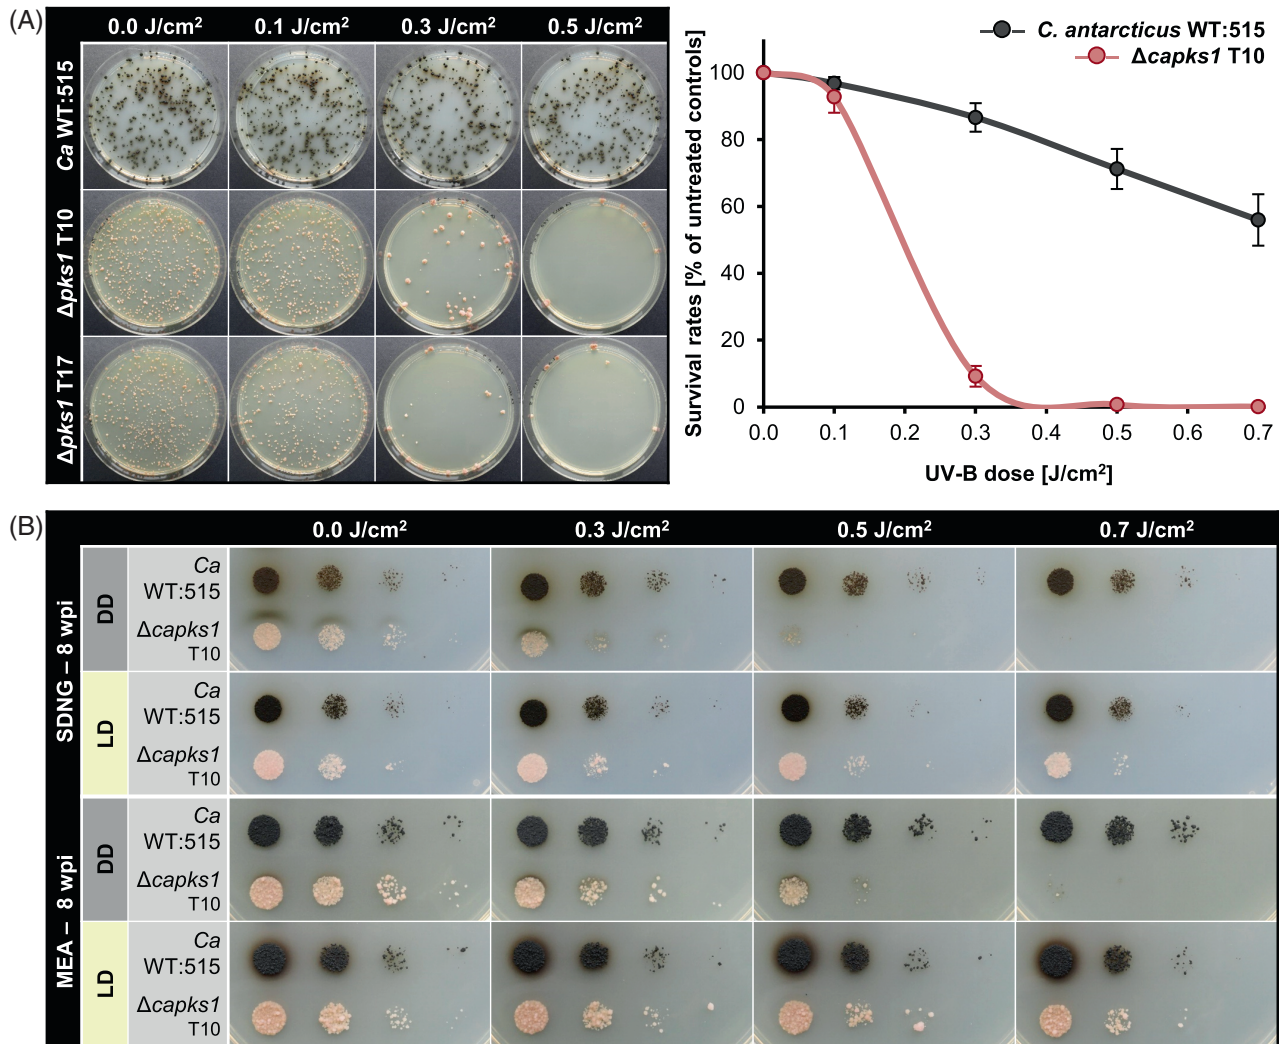 (A)
0.0 J/cm²
0.1 J/cm²
0.3 J/cm²
0.5 J/cm²
Ca WT:515
Δpks1 T10
Δpks1 T17
C. antarcticus WT:515
Δcapks1 T10
Survival rates [% of untreated controls]
100
80
60
40
20
0
0.0
0.1
0.2
0.3
0.4
0.5
0.6
0.7
UV-B dose [J/cm²]
(B)
0.0 J/cm²
0.3 J/cm²
0.5 J/cm²
0.7 J/cm²
SDNG – 8 wpi
DD
Ca
WT:515
Δcapks1
T10
LD
Ca
WT:515
Δcapks1
T10
MEA – 8 wpi
DD
Ca
WT:515
Δcapks1
T10
LD
Ca
WT:515
Δcapks1
T10